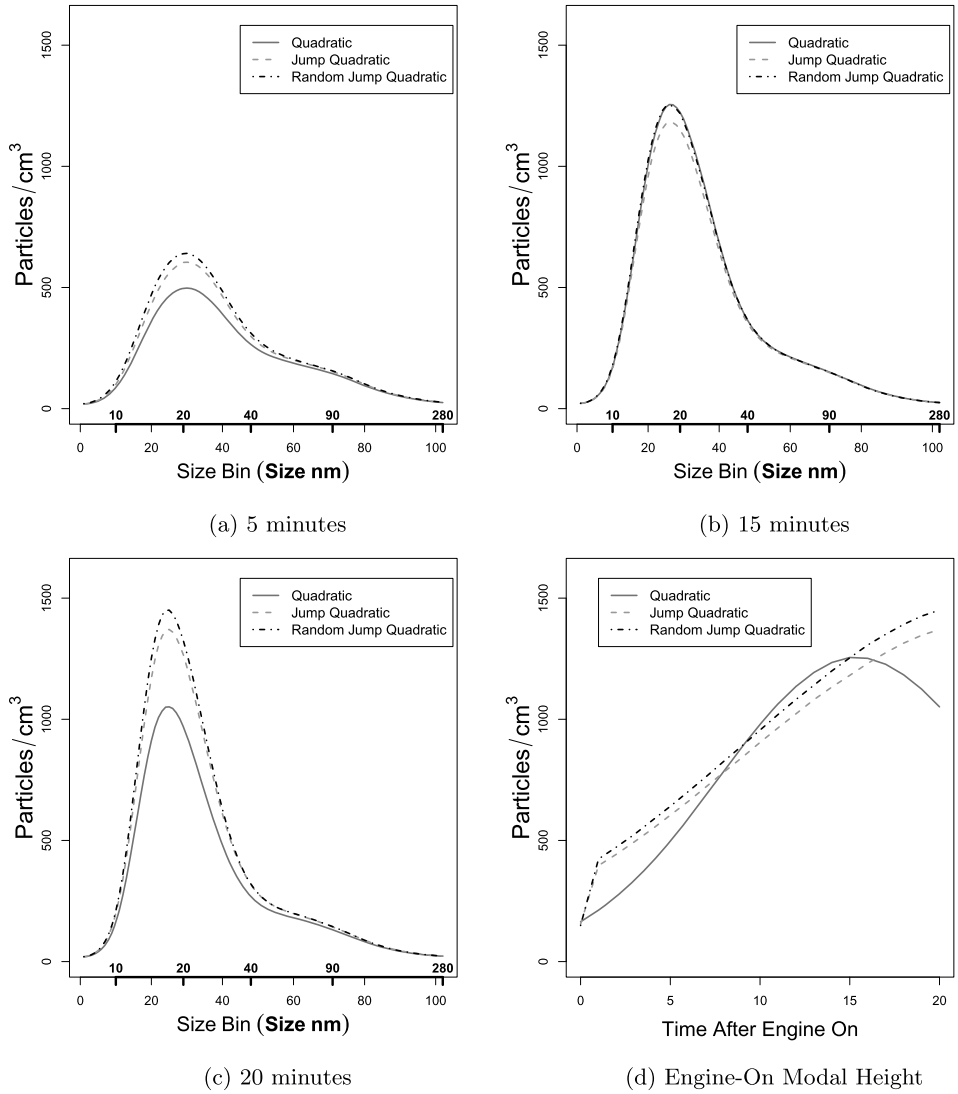 Quadratic
Jump Quadratic
Random Jump Quadratic
Particles/cm³
1500
1000
500
0
10 20 40 90 280
0 20 40 60 80 100
Size Bin (Size nm)
(a) 5 minutes
Quadratic
Jump Quadratic
Random Jump Quadratic
Particles/cm³
1500
1000
500
0
10 20 40 90 280
0 20 40 60 80 100
Size Bin (Size nm)
(b) 15 minutes
Quadratic
Jump Quadratic
Random Jump Quadratic
Particles/cm³
1500
1000
500
0
10 20 40 90 280
0 20 40 60 80 100
Size Bin (Size nm)
(c) 20 minutes
Quadratic
Jump Quadratic
Random Jump Quadratic
Particles/cm³
1500
1000
500
0
0 5 10 15 20
Time After Engine On
(d) Engine-On Modal Height